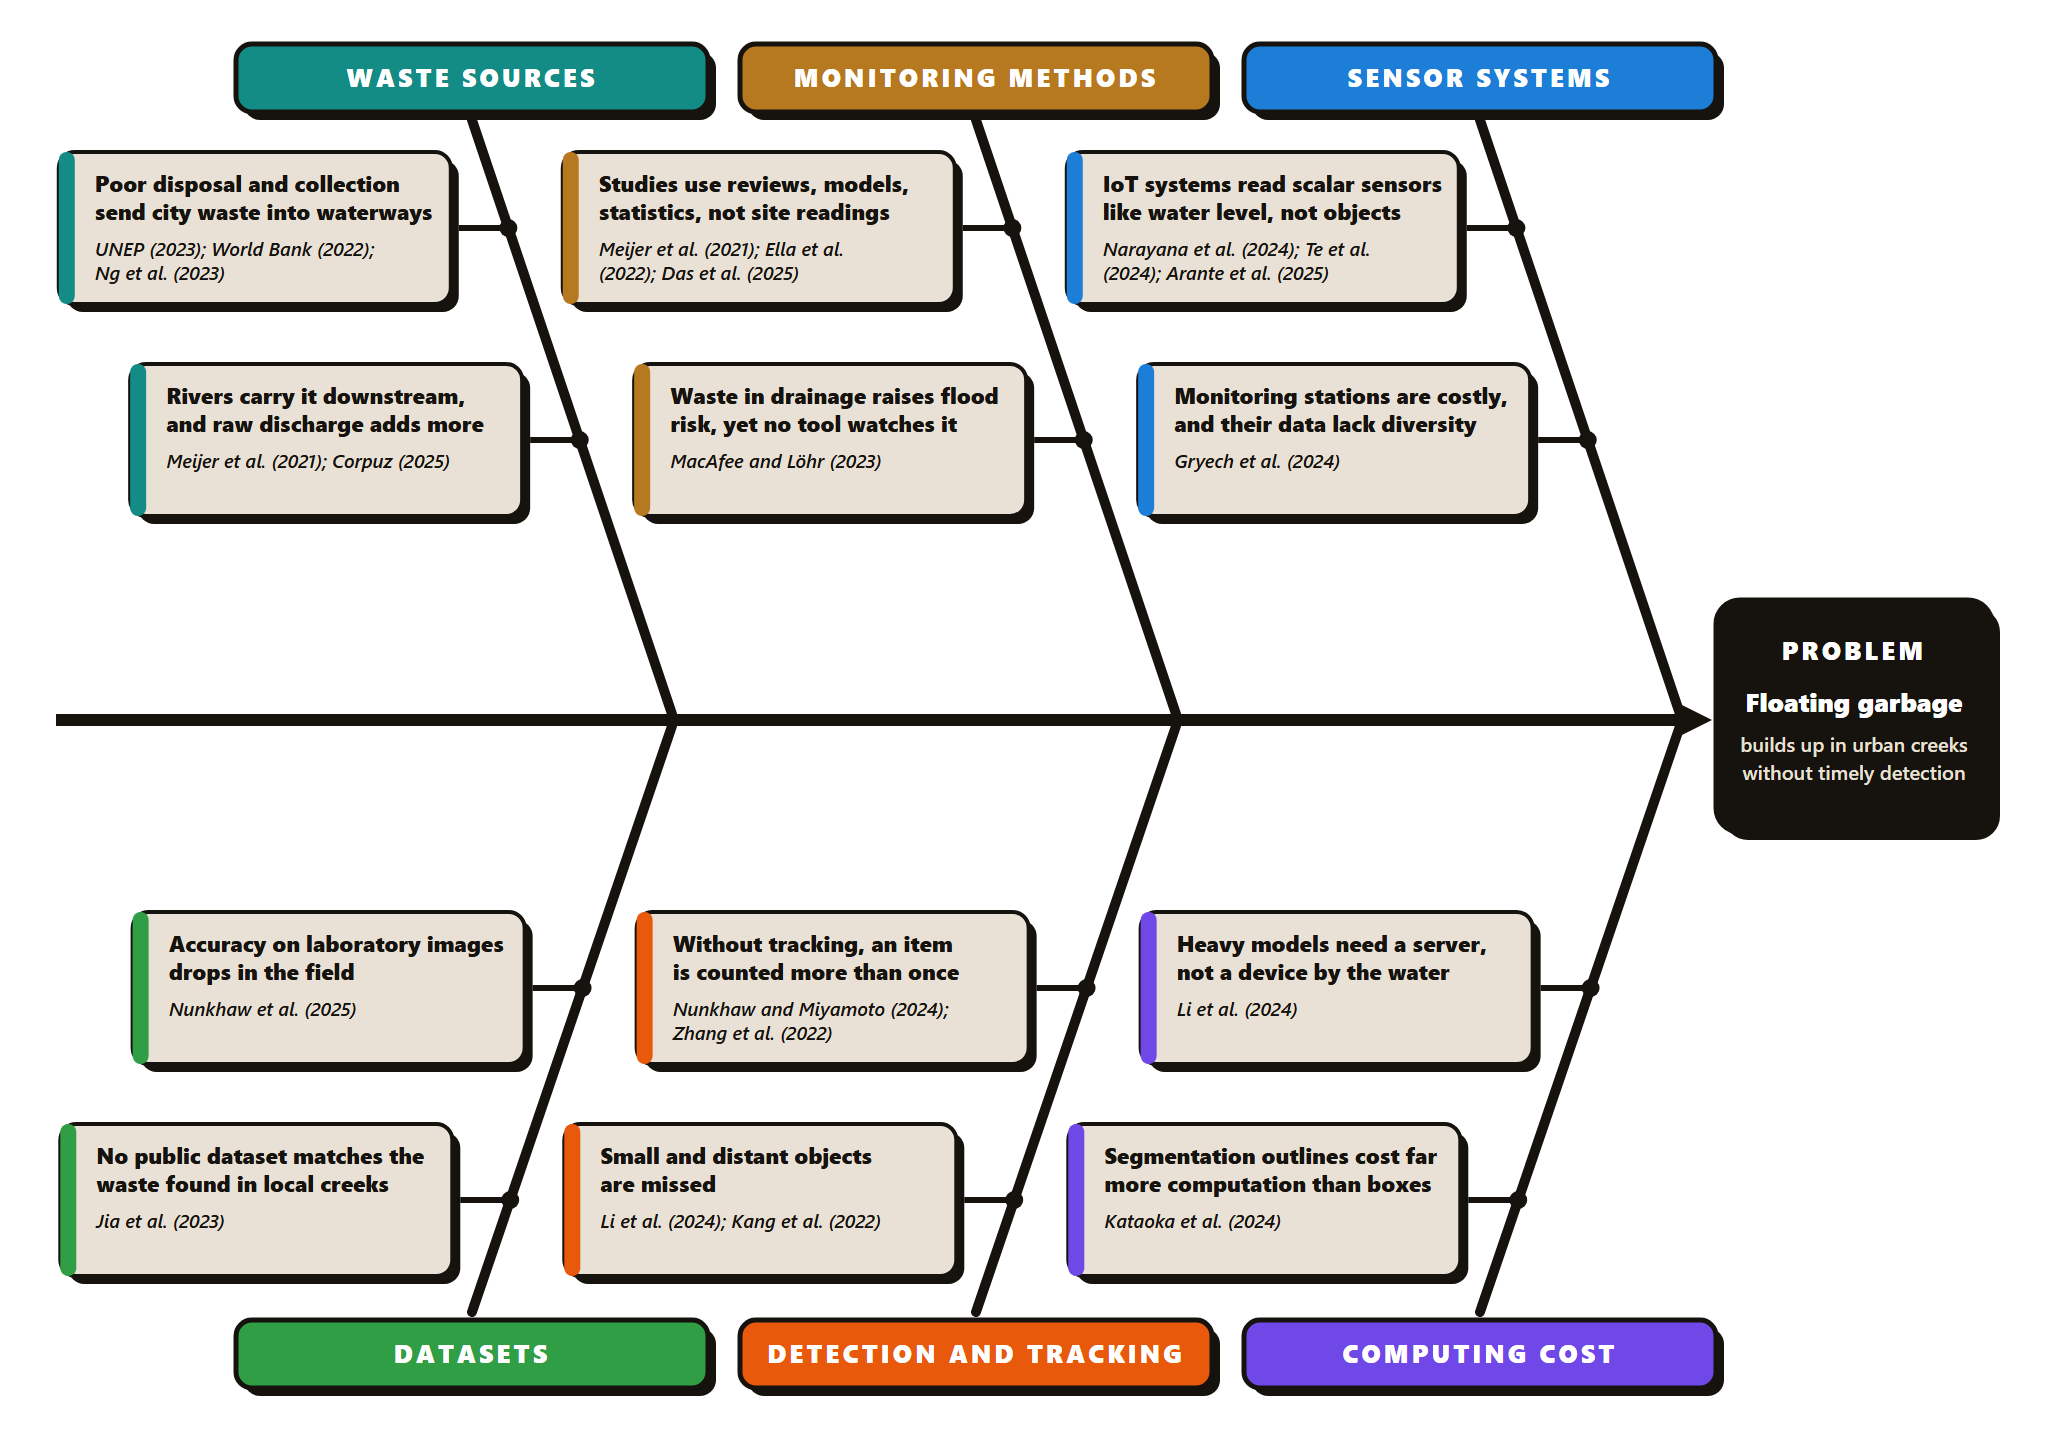 WASTE SOURCES
MONITORING METHODS
SENSOR SYSTEMS
Poor disposal and collection
send city waste into waterways
UNEP (2023); World Bank (2022);
Ng et al. (2023)
Studies use reviews, models,
statistics, not site readings
Meijer et al. (2021); Ella et al.
(2022); Das et al. (2025)
IoT systems read scalar sensors
like water level, not objects
Narayana et al. (2024); Te et al.
(2024); Arante et al. (2025)
Rivers carry it downstream,
and raw discharge adds more
Meijer et al. (2021); Corpuz (2025)
Waste in drainage raises flood
risk, yet no tool watches it
MacAfee and Löhr (2023)
Monitoring stations are costly,
and their data lack diversity
Gryech et al. (2024)
PROBLEM
Floating garbage
builds up in urban creeks
without timely detection
Accuracy on laboratory images
drops in the field
Nunkhaw et al. (2025)
Without tracking, an item
is counted more than once
Nunkhaw and Miyamoto (2024);
Zhang et al. (2022)
Heavy models need a server,
not a device by the water
Li et al. (2024)
No public dataset matches the
waste found in local creeks
Jia et al. (2023)
Small and distant objects
are missed
Li et al. (2024); Kang et al. (2022)
Segmentation outlines cost far
more computation than boxes
Kataoka et al. (2024)
DATASETS
DETECTION AND TRACKING
COMPUTING COST